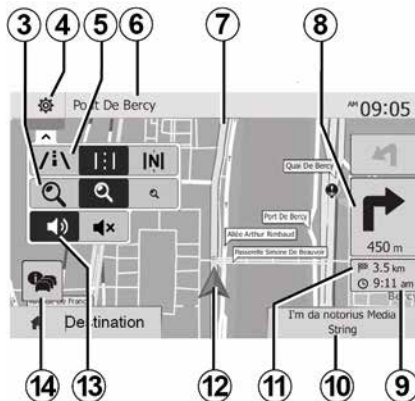 3 4 5 6 7 8
Port De Bercy
AM 09:05
|N|
Quai De Bercy
Port De Bercy
Allée Arthur Rimbaud
Passerelle Simone De Beauvoir
450 m
3.5 km
9:11 am
Destination
I'm da notorius Media
String
14 13 12 11 10 9